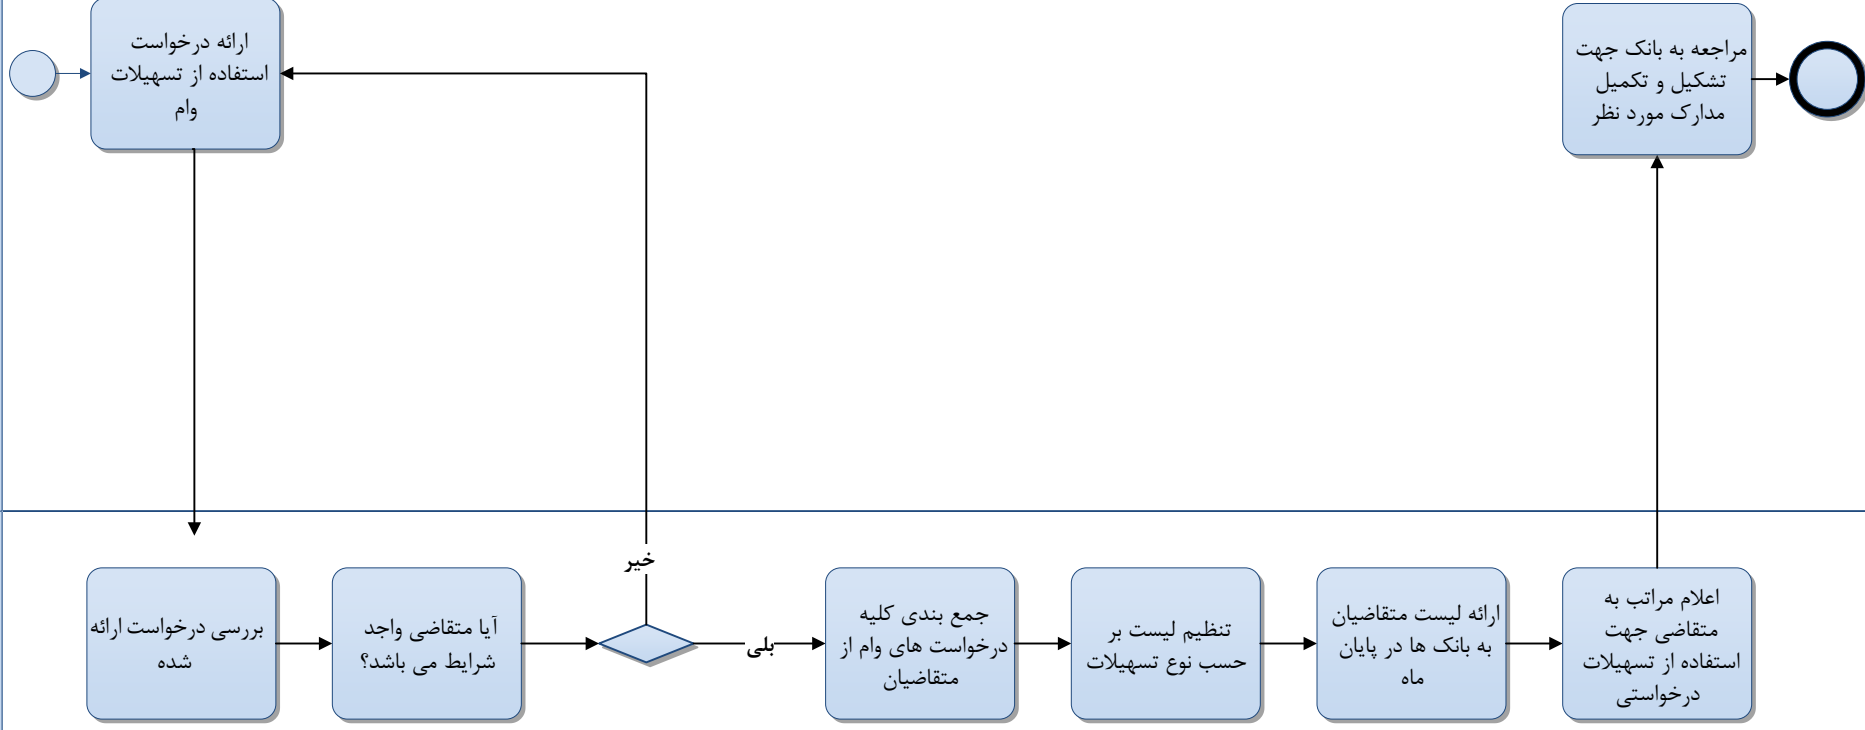 ارائه درخواست
استفاده از تسهیلات
وام
مراجعه به بانک جهت
تشکیل و تکمیل
مدارک مورد نظر
بررسی درخواست ارائه
شده
آیا متقاضی واجد
شرایط می باشد؟
خیر
بلی
جمع بندی کلیه
درخواست های وام از
متقاضیان
تنظیم لیست بر
حسب نوع تسهیلات
ارائه لیست متقاضیان
به بانک ها در پایان
ماه
اعلام مراتب به
متقاضی جهت
استفاده از تسهیلات
درخواستی